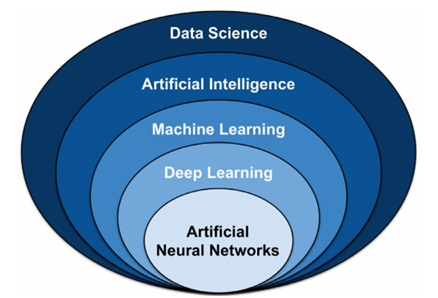 Data Science
Artificial Intelligence
Machine Learning
Deep Learning
Artificial
Neural Networks